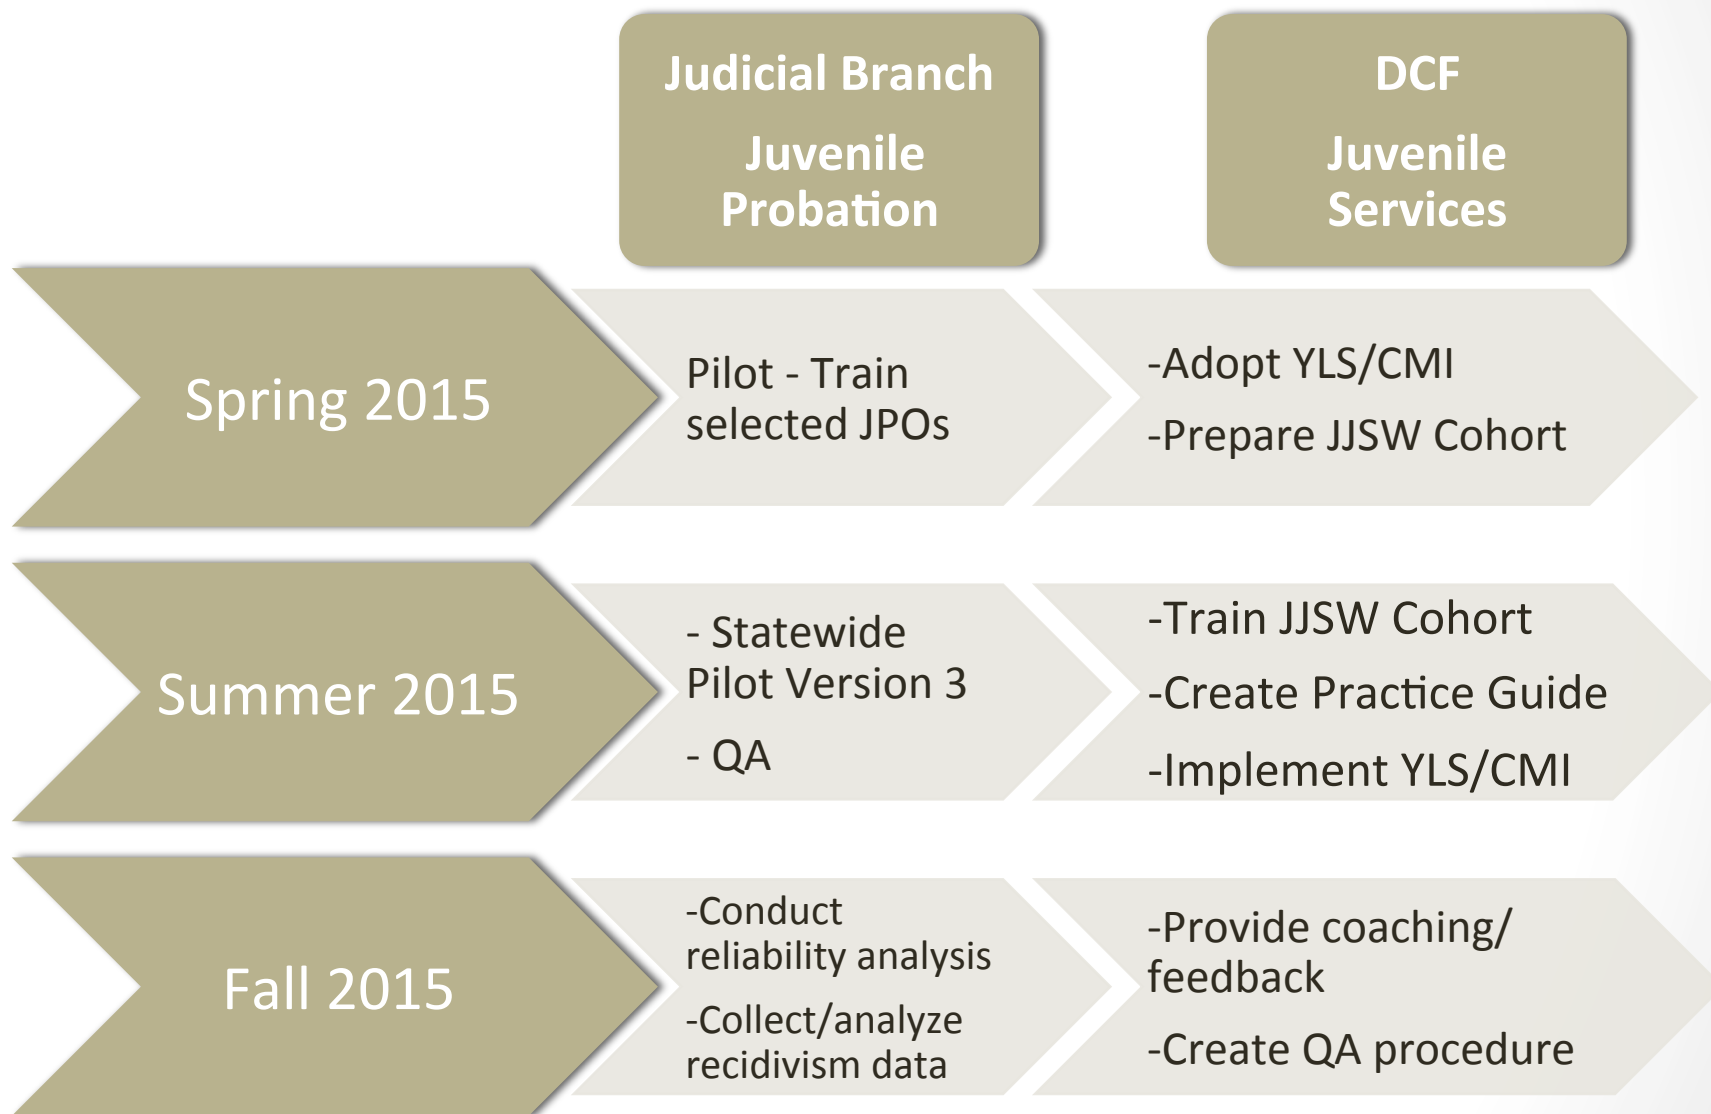 Judicial Branch
Juvenile
Probation
DCF
Juvenile
Services
Spring 2015
Pilot - Train
selected JPOs
-Adopt YLS/CMI
-Prepare JJSW Cohort
Summer 2015
- Statewide
Pilot Version 3
- QA
-Train JJSW Cohort
-Create Practice Guide
-Implement YLS/CMI
Fall 2015
-Conduct
reliability analysis
-Collect/analyze
recidivism data
-Provide coaching/
feedback
-Create QA procedure